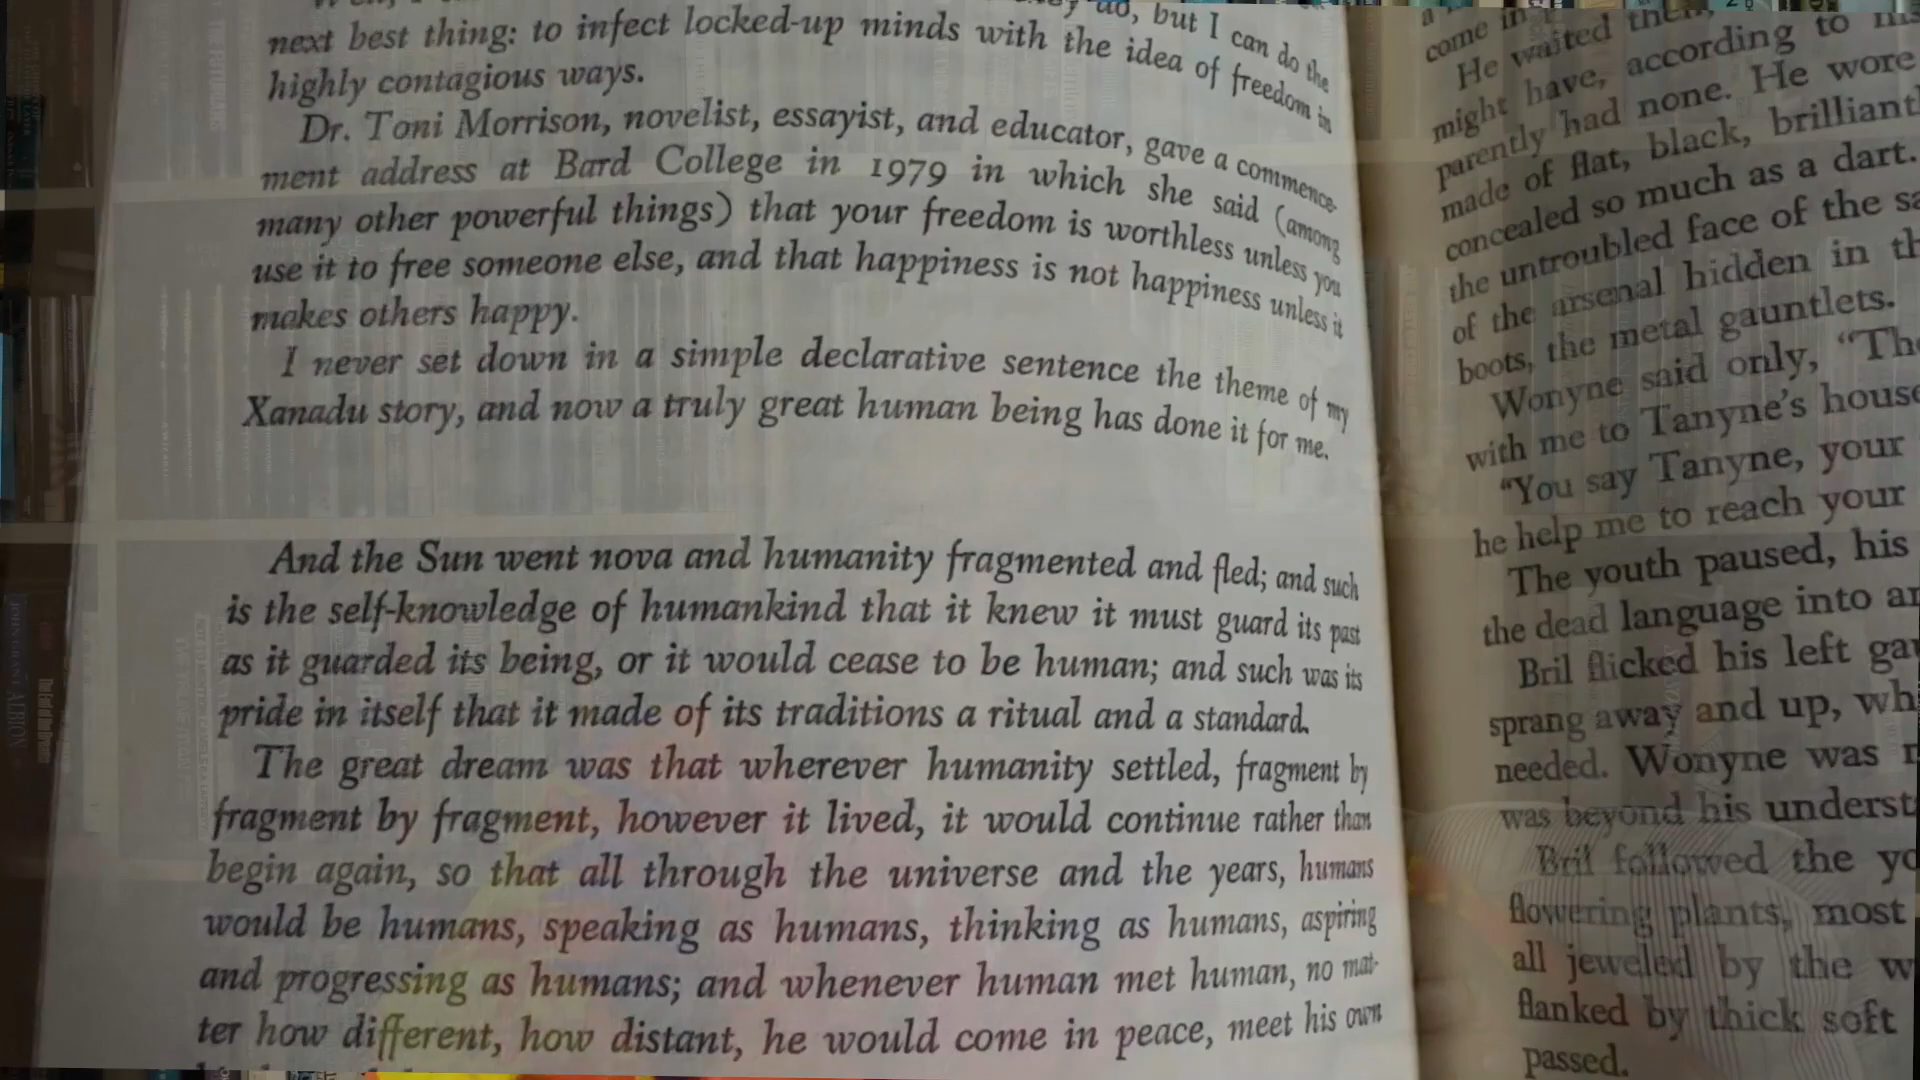 do, but I can do the
next best thing: to infect locked-up minds with the idea of freedom in
highly contagious ways.
Dr. Toni Morrison, novelist, essayist, and educator, gave a commence-
ment address at Bard College in 1979 in which she said (among
many other powerful things) that your freedom is worthless unless you
use it to free someone else, and that happiness is not happiness unless it
makes others happy.
I never set down in a simple declarative sentence the theme of my
Xanadu story, and now a truly great human being has done it for me.
And the Sun went nova and humanity fragmented and fled; and such
is the self-knowledge of humankind that it knew it must guard its past
as it guarded its being, or it would cease to be human; and such was its
pride in itself that it made of its traditions a ritual and a standard.
The great dream was that wherever humanity settled, fragment by
fragment by fragment, however it lived, it would continue rather than
begin again, so that all through the universe and the years, humans
would be humans, speaking as humans, thinking as humans, aspiring
and progressing as humans; and whenever human met human, no mat-
ter how different, how distant, he would come in peace, meet his own
come in
He waited then,
might have, according to his
parently had none. He wore
made of flat, black, brilliant
concealed so much as a dart.
the untroubled face of the
of the arsenal hidden in
boots, the metal gauntlets.
Wonyne said only, "The
with me to Tanyne's house
"You say Tanyne, your
he help me to reach your
The youth paused, his
the dead language into
Bril flicked his left
sprang away and up,
needed. Wonyne was
was beyond his
Bril followed the
flowering plants, most
all jeweled by the
flanked by thick soft
passed.